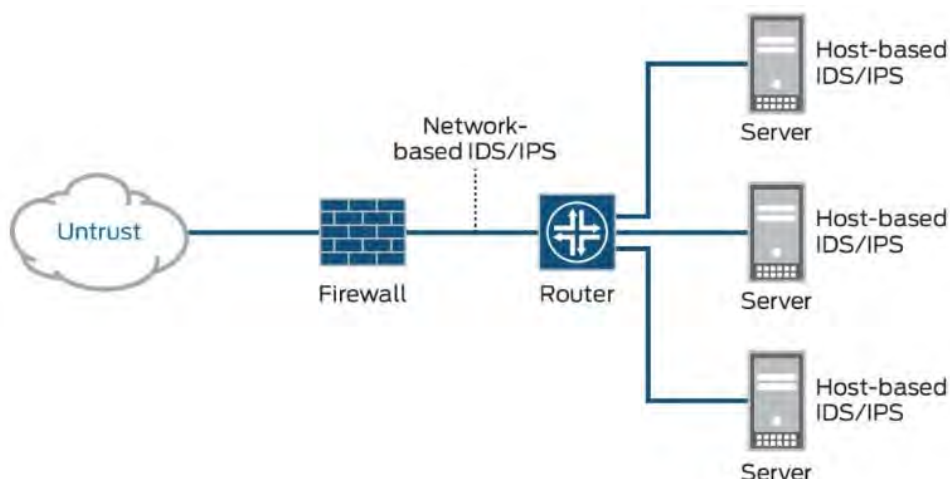 Network-
based IDS/IPS
Untrust
Firewall
Router
Host-based
IDS/IPS
Server
Host-based
IDS/IPS
Server
Host-based
IDS/IPS
Server